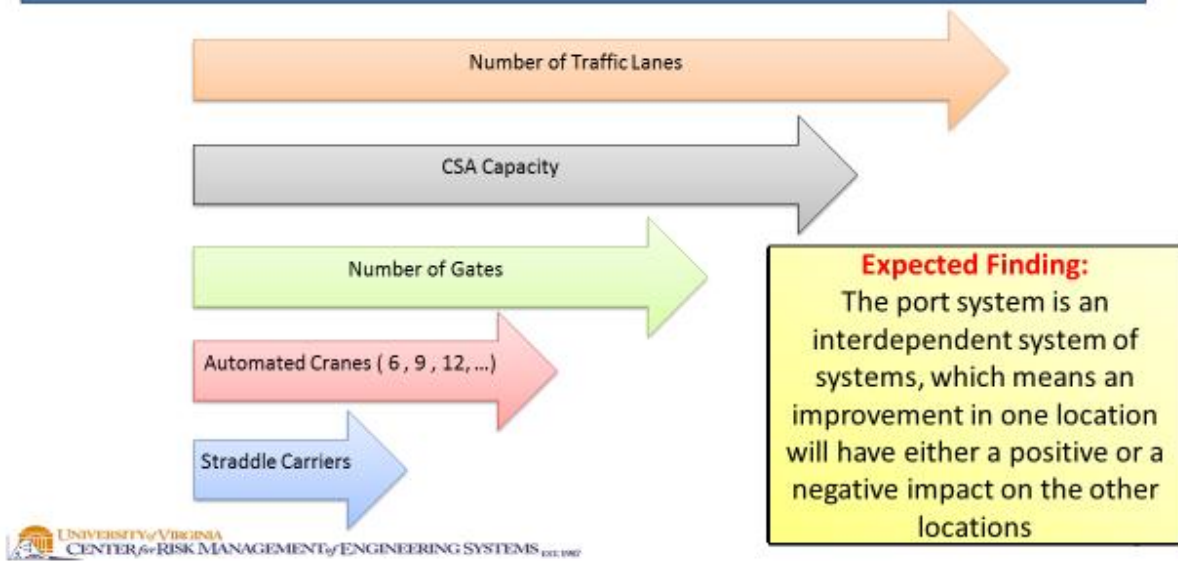 Number of Traffic Lanes
CSA Capacity
Number of Gates
Automated Cranes ( 6 , 9 , 12, ...)
Straddle Carriers
Expected Finding:
The port system is an
interdependent system of
systems, which means an
improvement in one location
will have either a positive or a
negative impact on the other
locations
UNIVERSITY of VIRGINIA
CENTER for RISK MANAGEMENT of ENGINEERING SYSTEMS EST. 1987